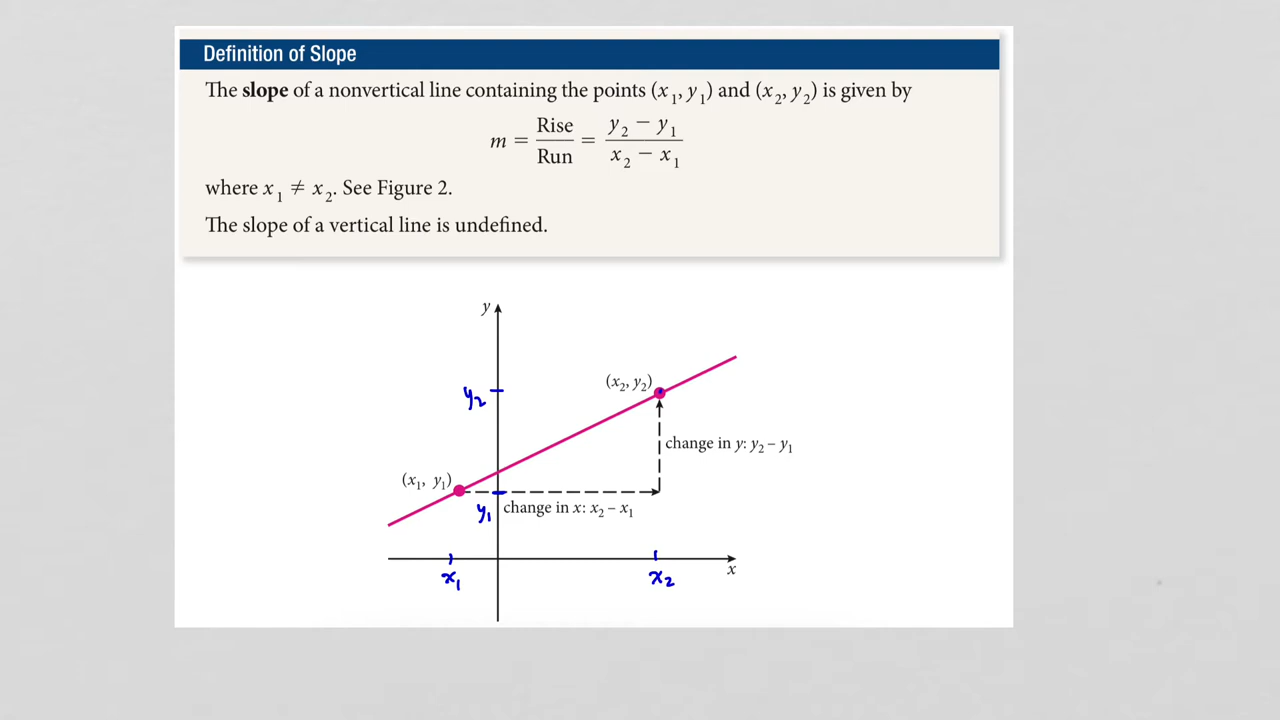 Definition of Slope
The slope of a nonvertical line containing the points (x₁, y₁) and (x₂, y₂) is given by
m = Rise/Run = (y₂ − y₁)/(x₂ − x₁)
where x₁ ≠ x₂. See Figure 2.
The slope of a vertical line is undefined.
y
(x₂, y₂)
y₂
change in y: y₂ − y₁
(x₁, y₁)
y₁
change in x: x₂ − x₁
x
x₁
x₂